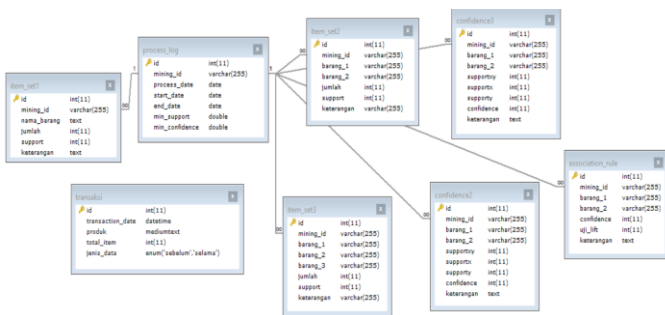 item_set1
id int(11)
mining_id varchar(255)
nama_barang text
jumlah int(11)
support int(11)
keterangan text
process_log
id int(11)
mining_id varchar(255)
process_date date
start_date date
end_date date
min_support double
min_confidence double
item_set2
id int(11)
mining_id varchar(255)
barang_1 varchar(255)
barang_2 varchar(255)
jumlah int(11)
support int(11)
keterangan varchar(255)
confidence3
id int(11)
mining_id varchar(255)
barang_1 varchar(255)
barang_2 varchar(255)
supportxy int(11)
supportx int(11)
supporty int(11)
confidence int(11)
keterangan text
transaksi
id int(11)
transaction_date datetime
produk mediumtext
total_item int(11)
jenis_data enum('sebelum','selama')
item_set3
id int(11)
mining_id varchar(255)
barang_1 varchar(255)
barang_2 varchar(255)
barang_3 varchar(255)
jumlah int(11)
support int(11)
keterangan varchar(255)
confidence2
id int(11)
mining_id varchar(255)
barang_1 varchar(255)
barang_2 varchar(255)
supportxy int(11)
supportx int(11)
supporty int(11)
confidence int(11)
keterangan text
association_rule
id int(11)
mining_id varchar(255)
barang_1 varchar(255)
barang_2 varchar(255)
confidence int(11)
uji_lift int(11)
keterangan text